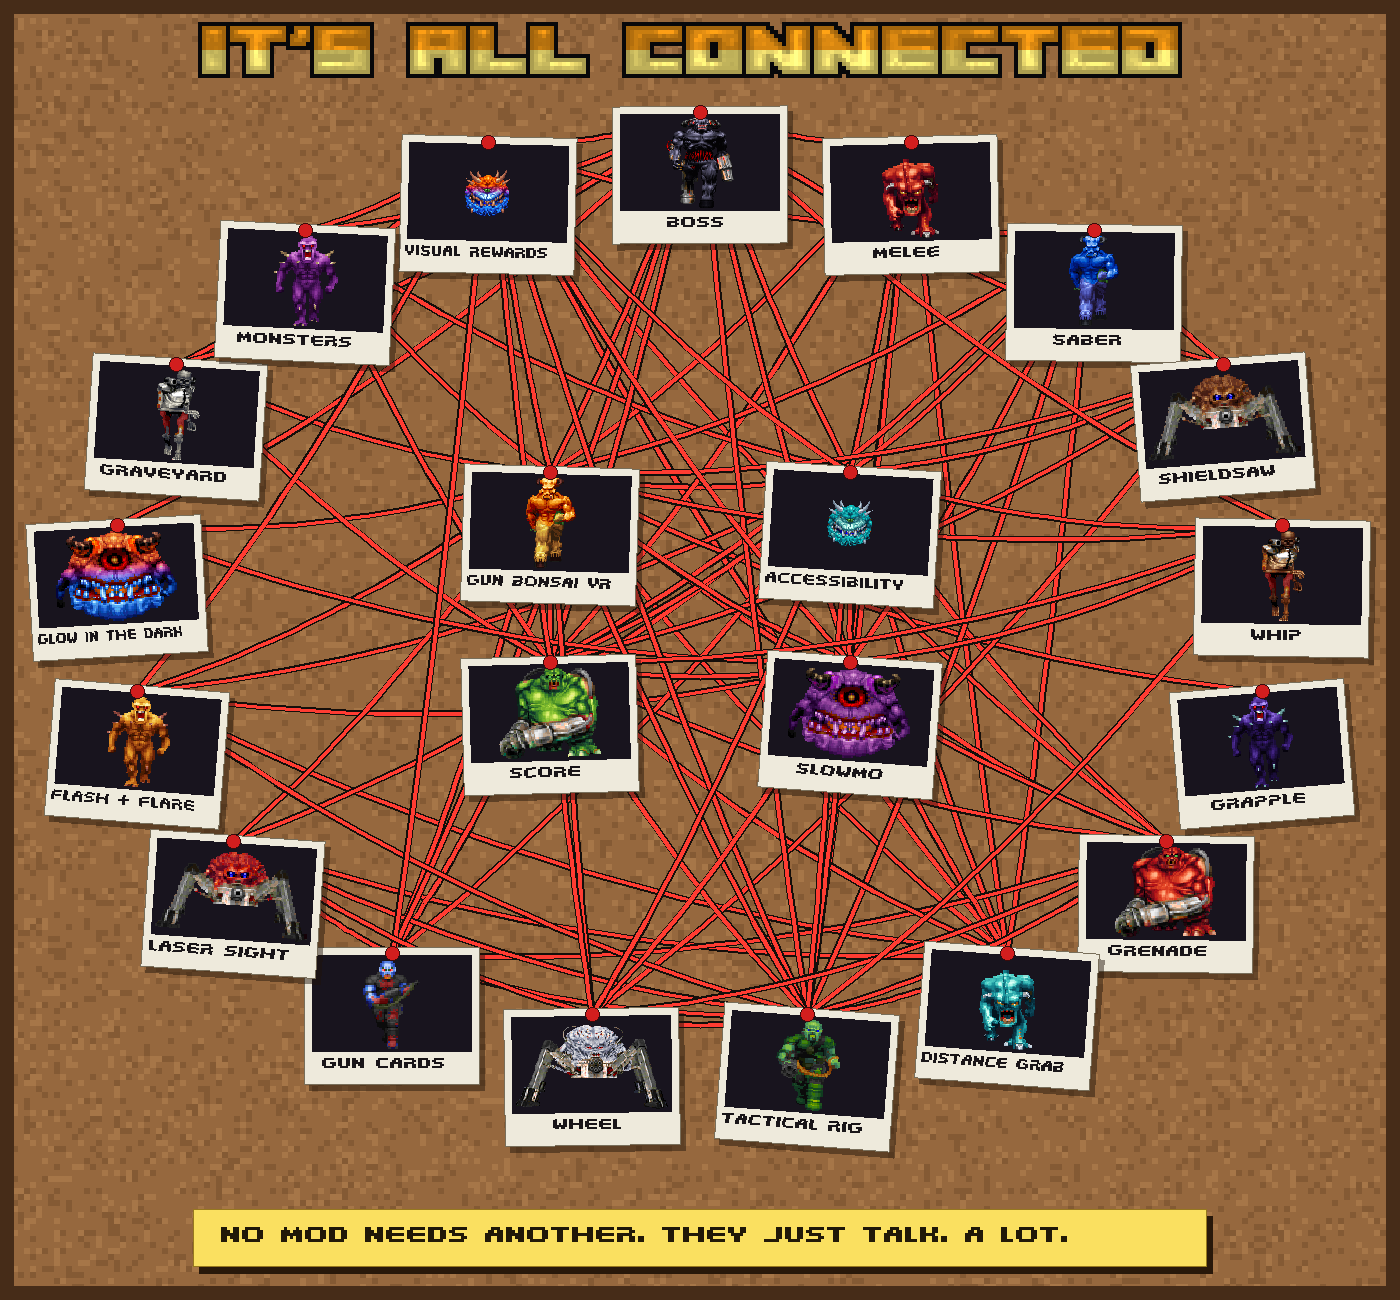 IT'S ALL CONNECTED
BOSS
VISUAL REWARDS
MELEE
MONSTERS
SABER
GRAVEYARD
SHIELDSAW
GUN BONSAI VR
ACCESSIBILITY
GLOW IN THE DARK
WHIP
SCORE
SLOWMO
FLASH + FLARE
GRAPPLE
LASER SIGHT
GRENADE
GUN CARDS
DISTANCE GRAB
WHEEL
TACTICAL RIG
NO MOD NEEDS ANOTHER. THEY JUST TALK. A LOT.